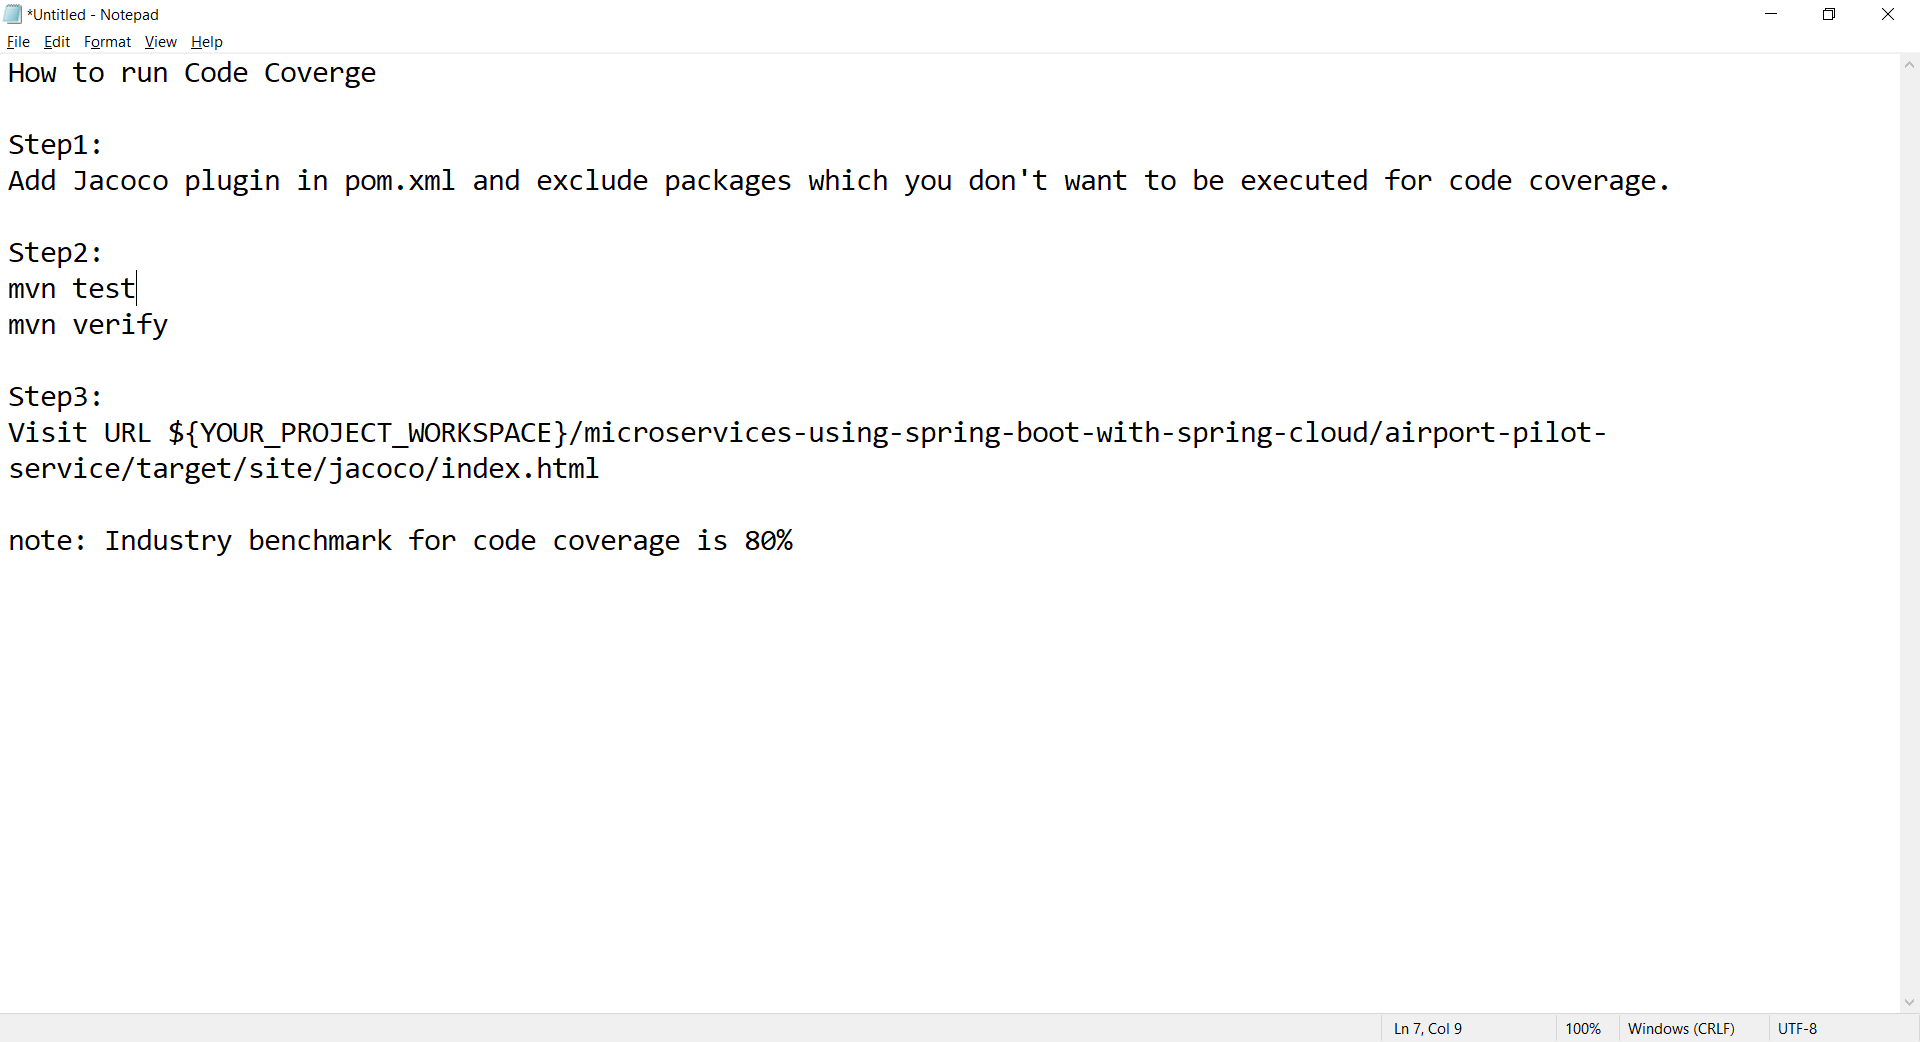 *Untitled - Notepad
File Edit Format View Help
How to run Code Coverge
Step1:
Add Jacoco plugin in pom.xml and exclude packages which you don't want to be executed for code coverage.
Step2:
mvn test
mvn verify
Step3:
Visit URL ${YOUR_PROJECT_WORKSPACE}/microservices-using-spring-boot-with-spring-cloud/airport-pilot-
service/target/site/jacoco/index.html
note: Industry benchmark for code coverage is 80%
Ln 7, Col 9 100% Windows (CRLF) UTF-8